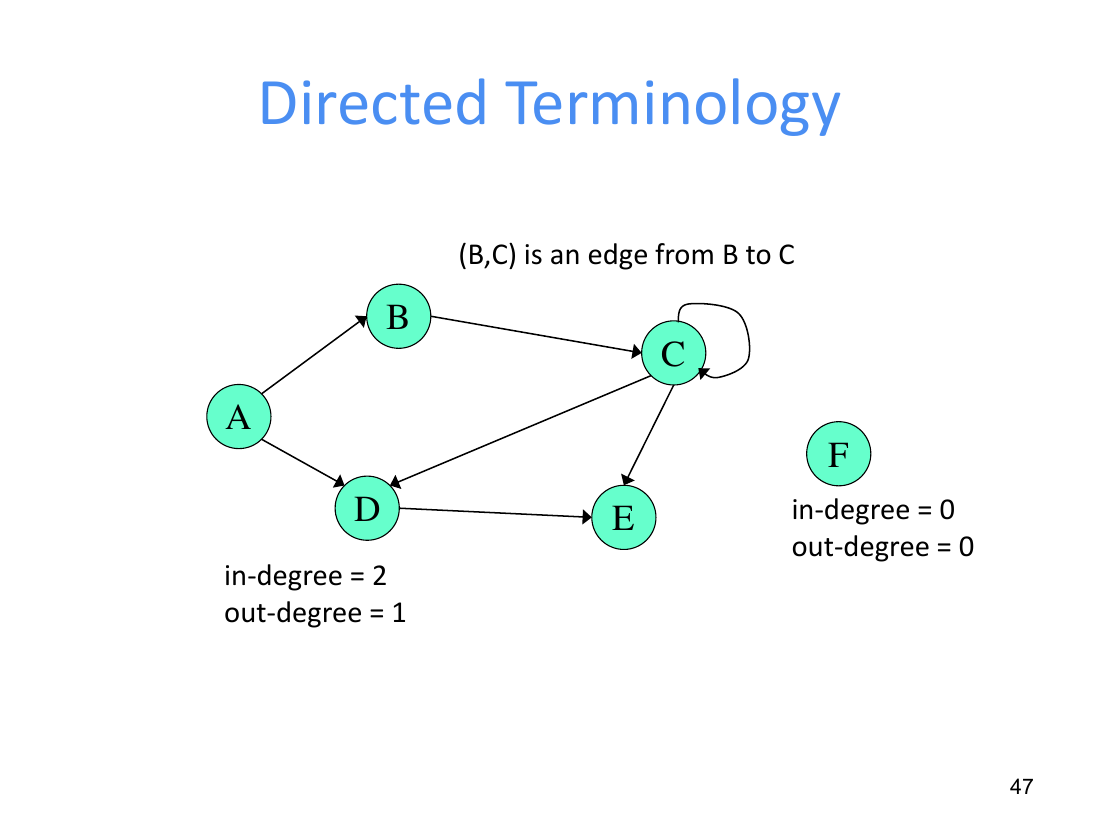 Directed Terminology
(B,C) is an edge from B to C
B
C
A
F
D
E
in-degree = 0
out-degree = 0
in-degree = 2
out-degree = 1
47